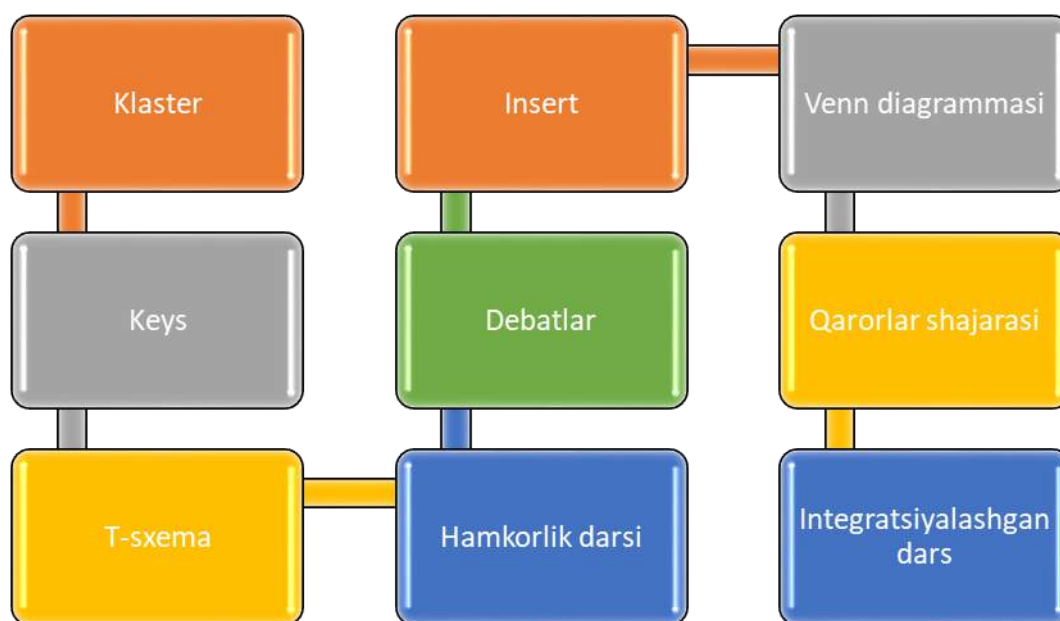 Klaster
Keys
T-sxema
Hamkorlik darsi
Debatlar
Insert
Venn diagrammasi
Qarorlar shajarasi
Integratsiyalashgan
dars